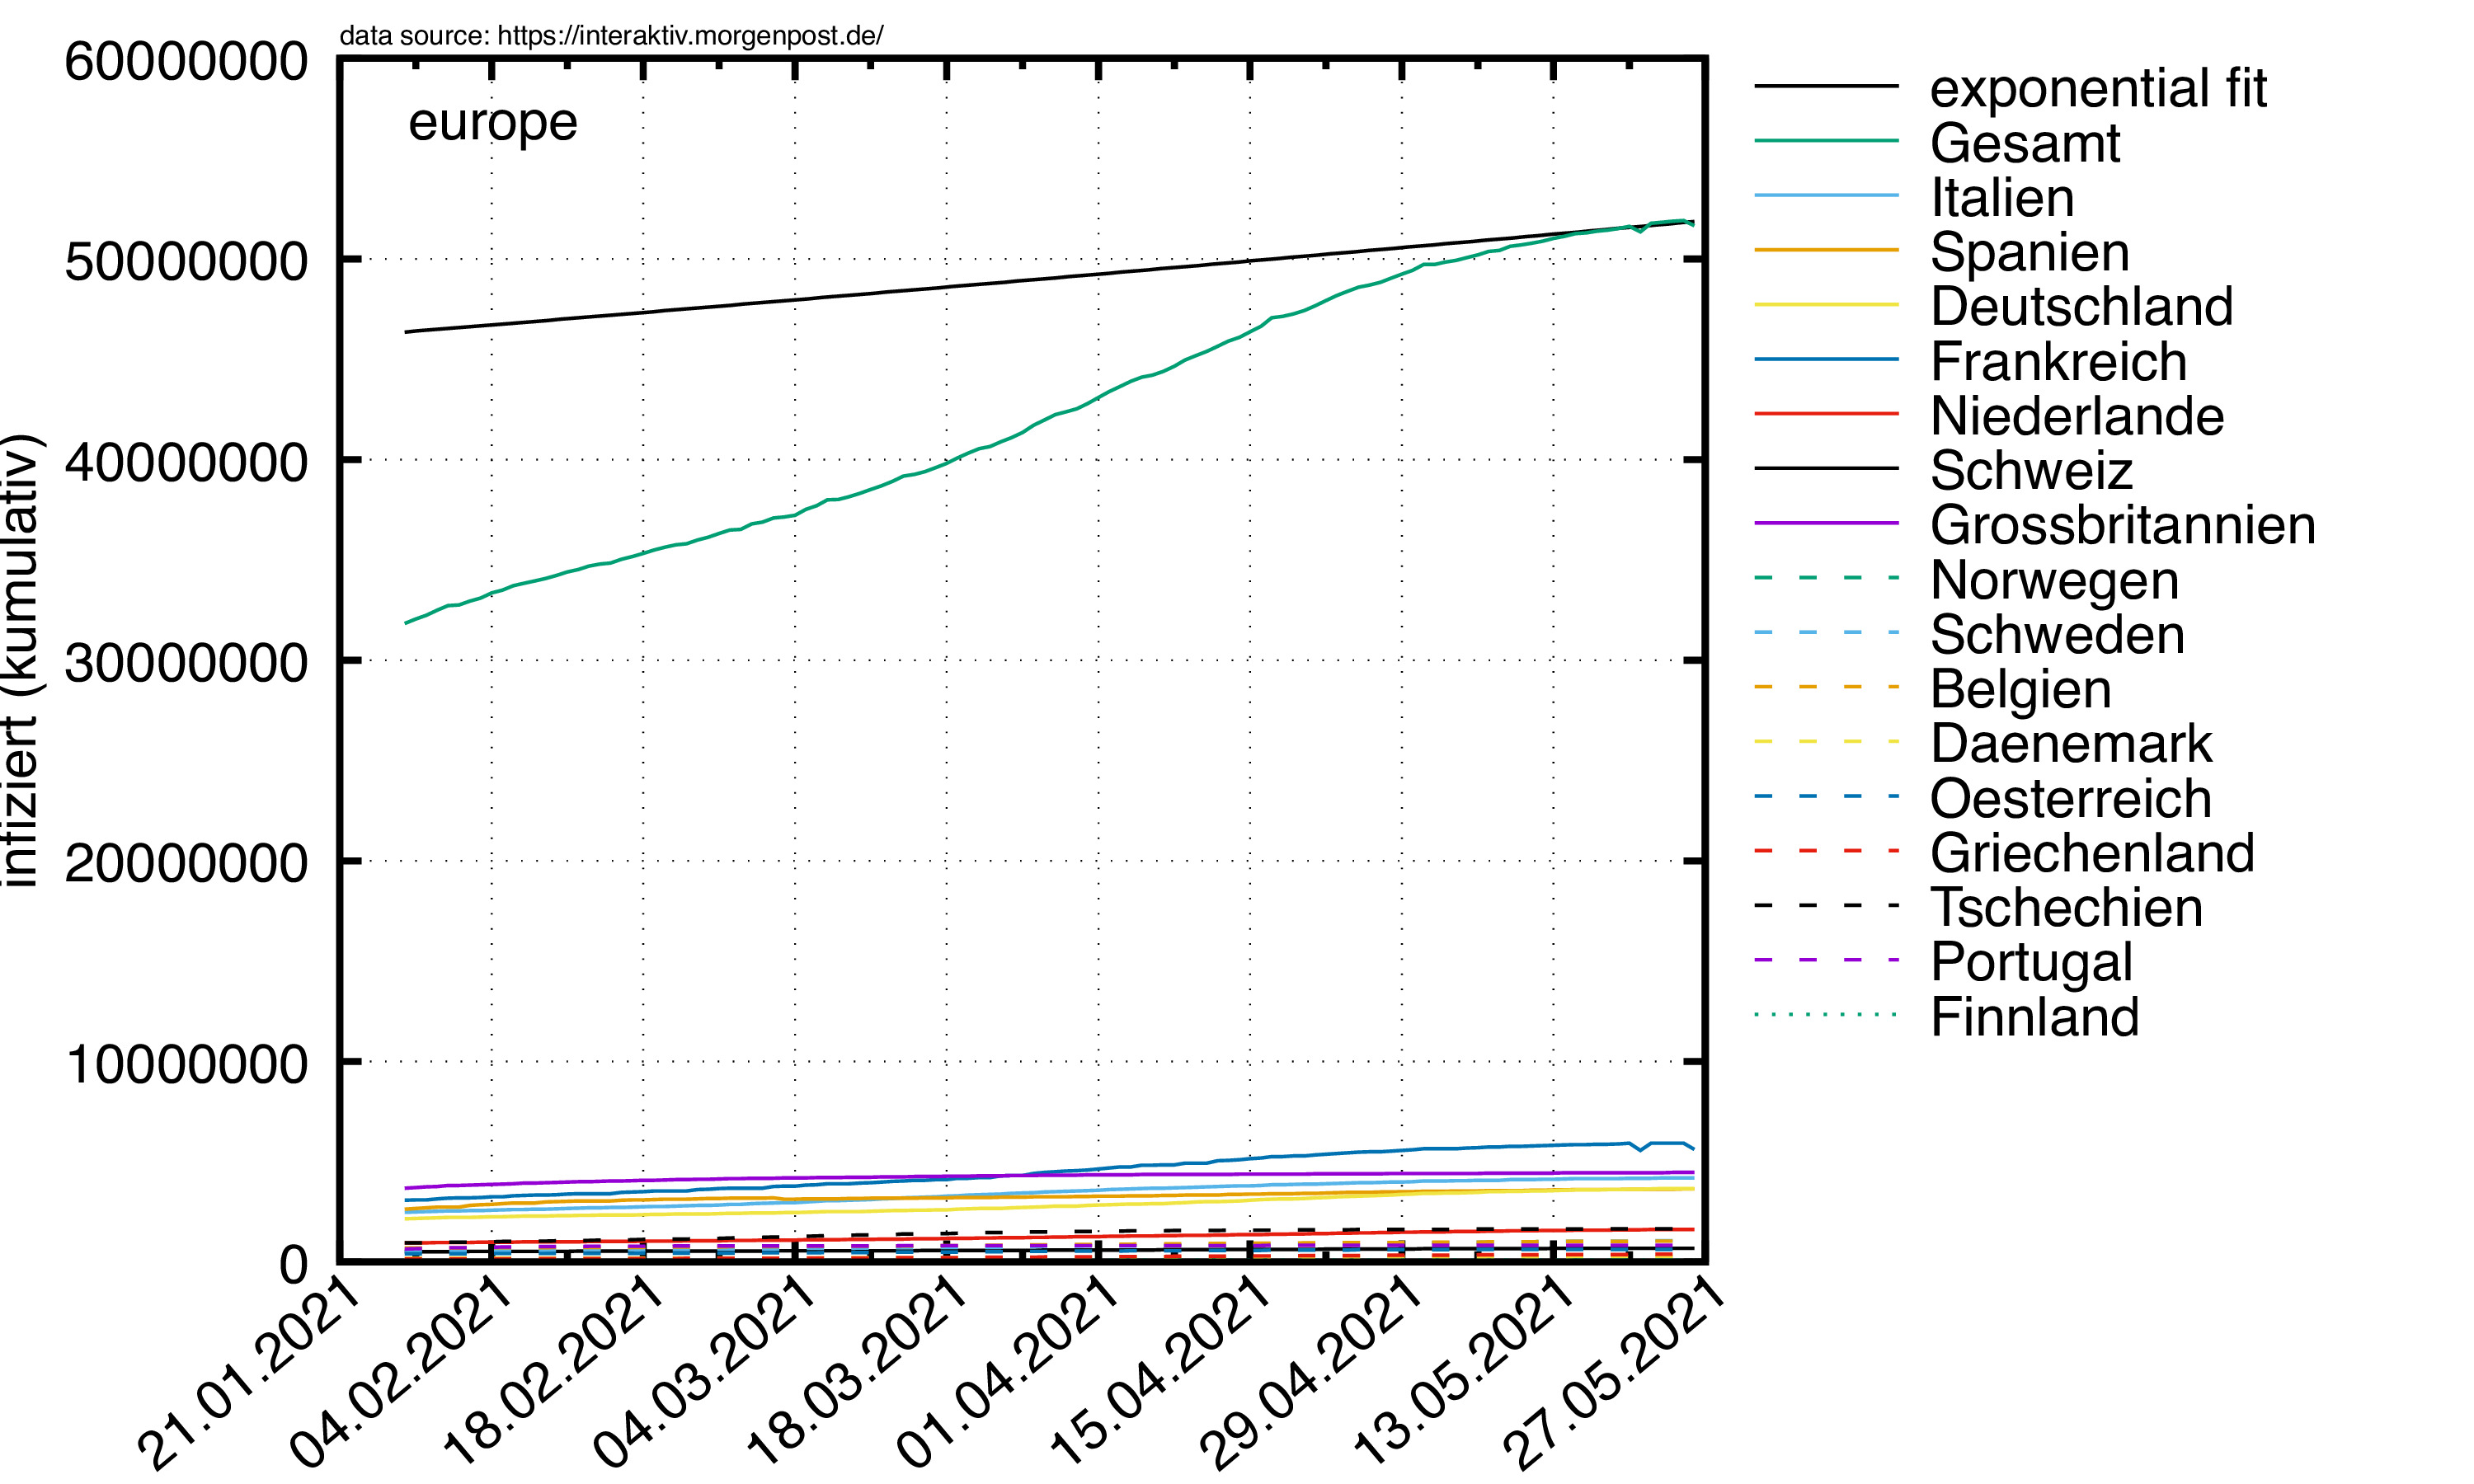 data source: https://interaktiv.morgenpost.de/
60000000
50000000
40000000
30000000
20000000
10000000
0
infiziert (kumulativ)
europe
21.01.2021
04.02.2021
18.02.2021
04.03.2021
18.03.2021
01.04.2021
15.04.2021
29.04.2021
13.05.2021
27.05.2021
exponential fit
Gesamt
Italien
Spanien
Deutschland
Frankreich
Niederlande
Schweiz
Grossbritannien
Norwegen
Schweden
Belgien
Daenemark
Oesterreich
Griechenland
Tschechien
Portugal
Finnland